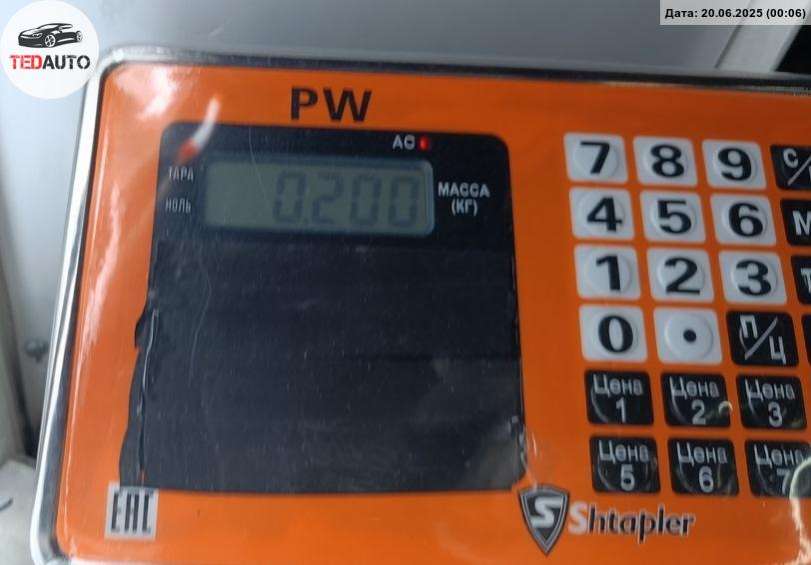 Дата: 20.06.2025 (00:06)
TEDAUTO
PW
AC
ТАРА
НОЛЬ
0.200
МАССА
(КГ)
7 8 9 С/
4 5 6 М
1 2 3 Т
0 • П/Ц
Цена 1 Цена 2 Цена 3
Цена 5 Цена 6 Цена 7
EAC
Shtapler